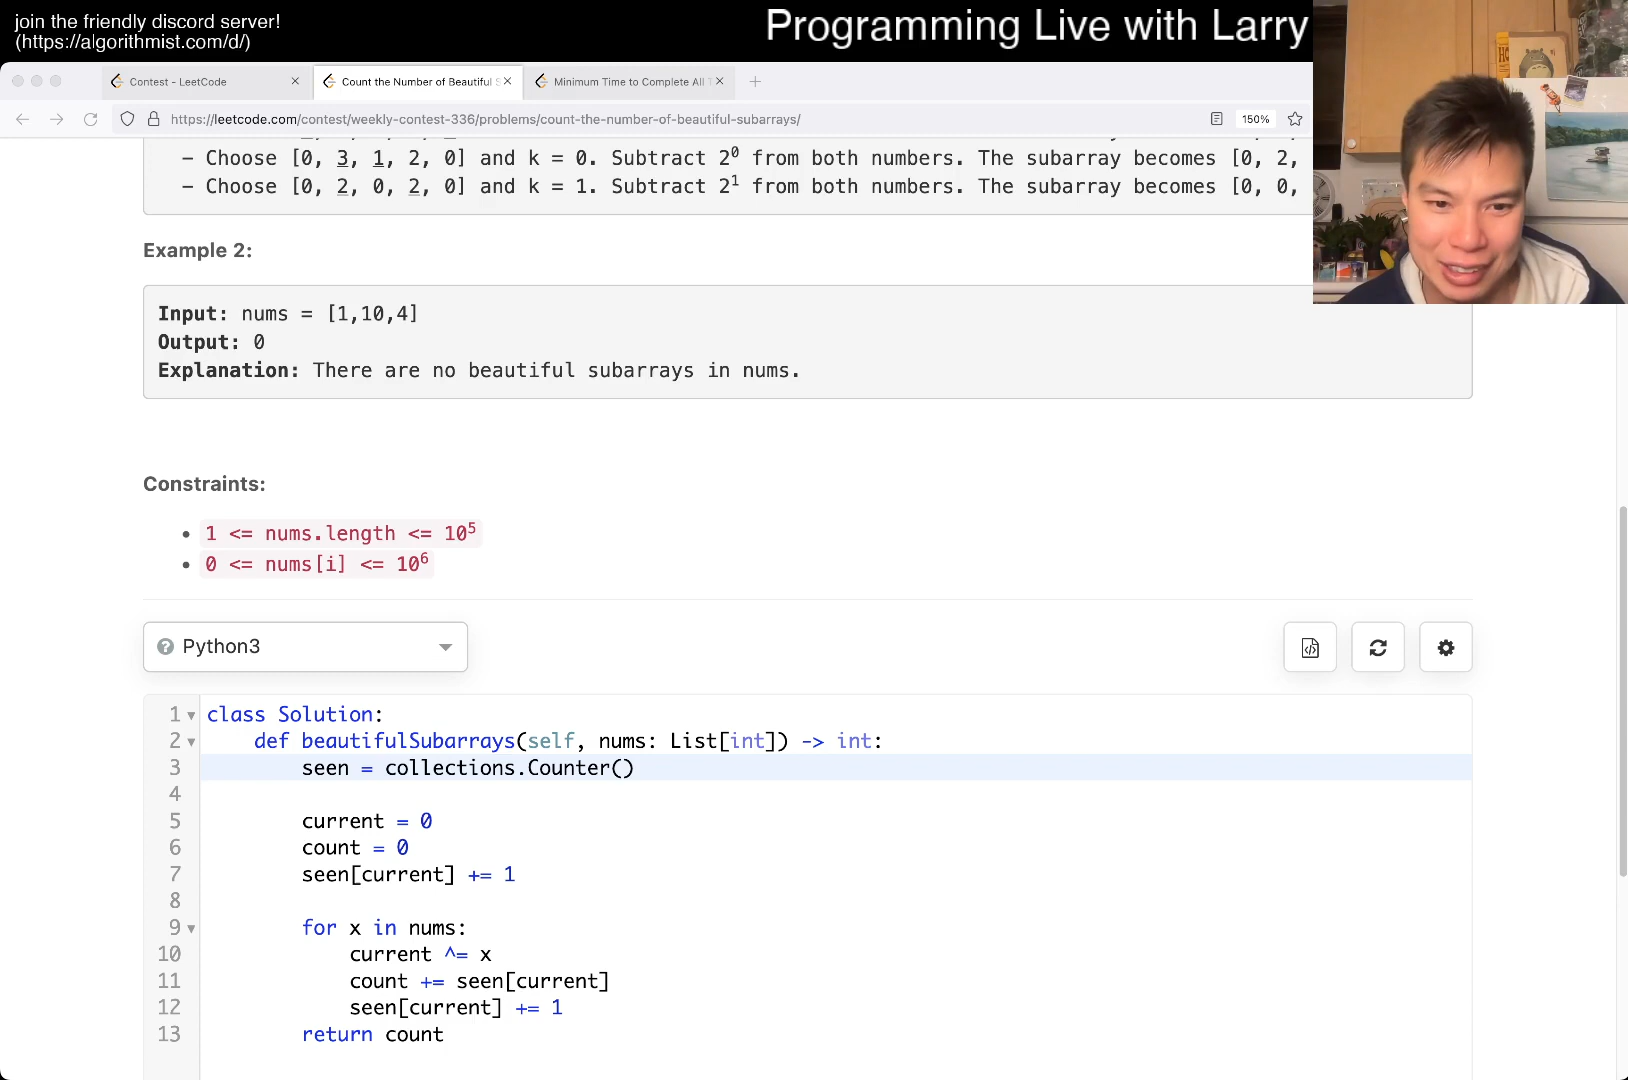 join the friendly discord server!
(https://algorithmist.com/d/)
Programming Live with Larry
Contest - LeetCode
Count the Number of Beautiful S
Minimum Time to Complete All T
https://leetcode.com/contest/weekly-contest-336/problems/count-the-number-of-beautiful-subarrays/
150%
- Choose [0, 3, 1, 2, 0] and k = 0. Subtract 2⁰ from both numbers. The subarray becomes [0, 2,
- Choose [0, 2, 0, 2, 0] and k = 1. Subtract 2¹ from both numbers. The subarray becomes [0, 0,
Example 2:
Input: nums = [1,10,4]
Output: 0
Explanation: There are no beautiful subarrays in nums.
Constraints:
• 1 <= nums.length <= 10⁵
• 0 <= nums[i] <= 10⁶
Python3
1 class Solution:
2 def beautifulSubarrays(self, nums: List[int]) -> int:
3 seen = collections.Counter()
4
5 current = 0
6 count = 0
7 seen[current] += 1
8
9 for x in nums:
10 current ^= x
11 count += seen[current]
12 seen[current] += 1
13 return count